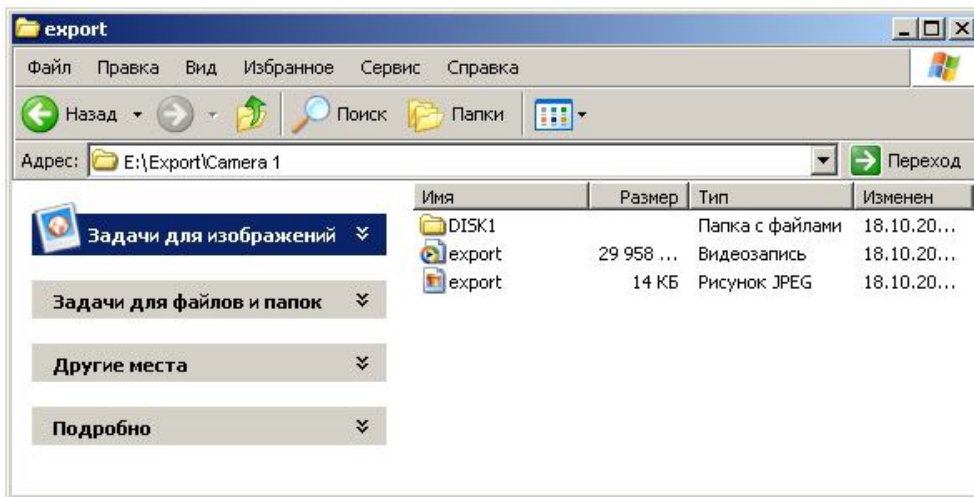 export
Файл Правка Вид Избранное Сервис Справка
Назад Поиск Папки
Адрес: E:\Export\Camera 1 Переход
Имя Размер Тип Изменен
DISK1 Папка с файлами 18.10.20...
export 29 958 ... Видеозапись 18.10.20...
export 14 КБ Рисунок JPEG 18.10.20...
Задачи для изображений
Задачи для файлов и папок
Другие места
Подробно